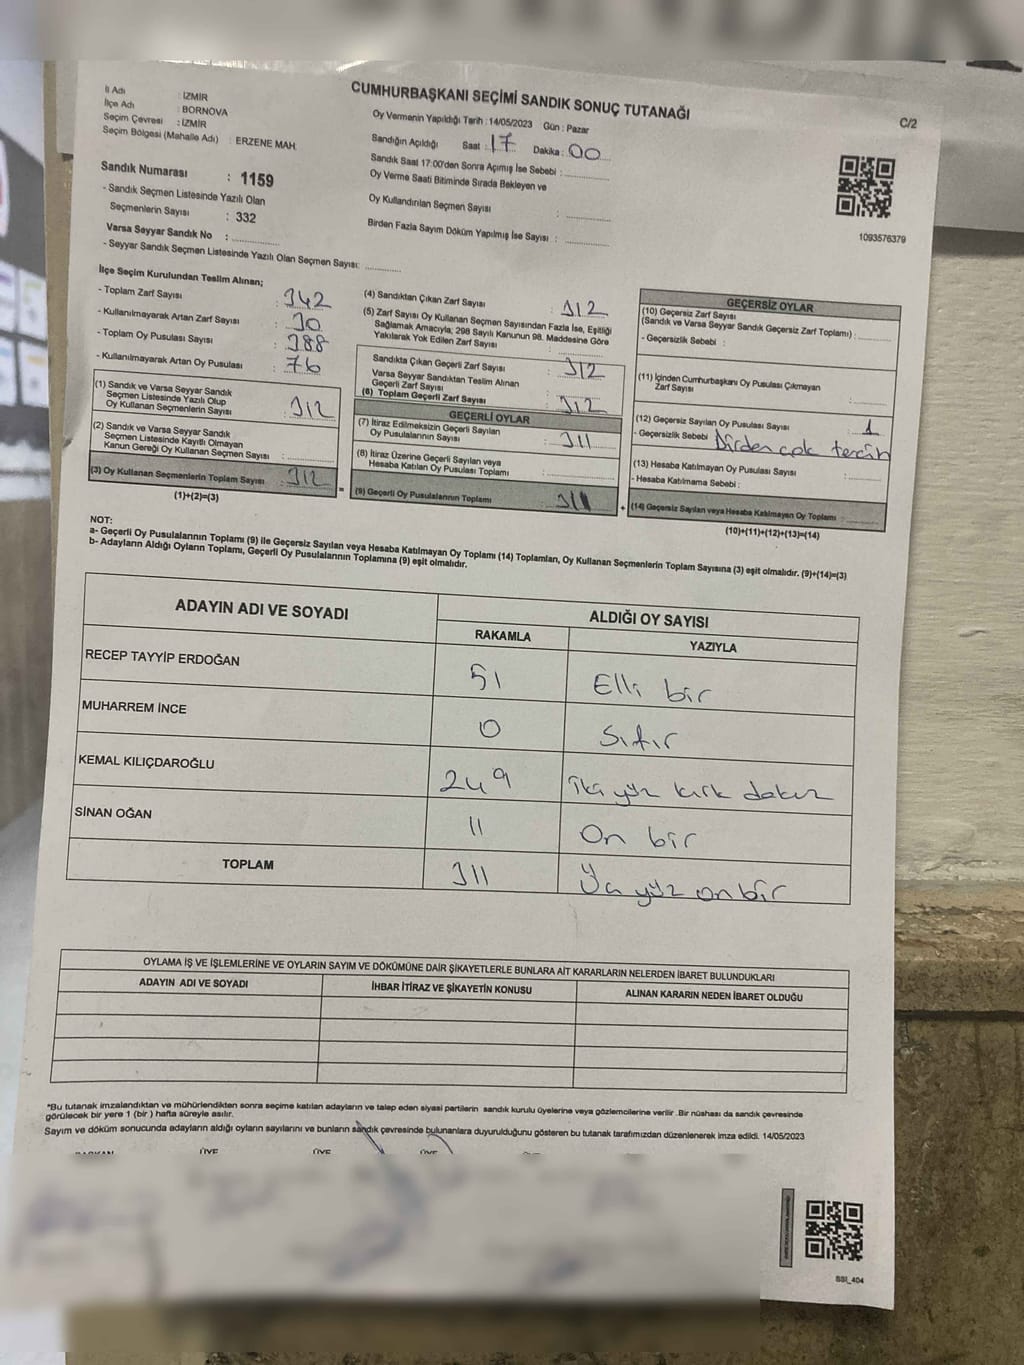 CUMHURBAŞKANI SEÇİMİ SANDIK SONUÇ TUTANAĞI
C/2
İl Adı : İZMİR
İlçe Adı : BORNOVA
Seçim Çevresi : İZMİR
Seçim Bölgesi (Mahalle Adı) : ERZENE MAH.
Oy Vermenin Yapıldığı Tarih : 14/05/2023 Gün : Pazar
Sandığın Açıldığı Saat : 17 Dakika : 00
Sandık Saat 17:00'den Sonra Açımış İse Sebebi :
Oy Verme Saati Bitiminde Sırada Bekleyen ve
Oy Kullandırılan Seçmen Sayısı :
Birden Fazla Sayım Döküm Yapılmış İse Sayısı :
1093576379
Sandık Numarası : 1159
- Sandık Seçmen Listesinde Yazılı Olan
Seçmenlerin Sayısı : 332
Varsa Seyyar Sandık No :
- Seyyar Sandık Seçmen Listesinde Yazılı Olan Seçmen Sayısı:
İlçe Seçim Kurulundan Teslim Alınan;
- Toplam Zarf Sayısı : 342
- Kullanılmayarak Artan Zarf Sayısı : 30
- Toplam Oy Pusulası Sayısı : 388
- Kullanılmayarak Artan Oy Pusulası : 76
(1) Sandık ve Varsa Seyyar Sandık
Seçmen Listesinde Yazılı Olup
Oy Kullanan Seçmenlerin Sayısı : 312
(2) Sandık ve Varsa Seyyar Sandık
Seçmen Listesinde Kayıtlı Olmayan
Kanun Gereği Oy Kullanan Seçmen Sayısı :
(3) Oy Kullanan Seçmenlerin Toplam Sayısı : 312
(1)+(2)=(3)
(4) Sandıktan Çıkan Zarf Sayısı : 312
(5) Zarf Sayısı Oy Kullanan Seçmen Sayısından Fazla İse, Eşitliği
Sağlamak Amacıyla; 298 Sayılı Kanunun 98. Maddesine Göre
Yakılarak Yok Edilen Zarf Sayısı :
Sandıkta Çıkan Geçerli Zarf Sayısı : 312
Varsa Seyyar Sandıktan Teslim Alınan
Geçerli Zarf Sayısı :
(6) Toplam Geçerli Zarf Sayısı : 312
GEÇERLİ OYLAR
(7) İtiraz Edilmeksizin Geçerli Sayılan
Oy Pusulalarının Sayısı : 311
(8) İtiraz Üzerine Geçerli Sayılan veya
Hesaba Katılan Oy Pusulası Toplamı :
= (9) Geçerli Oy Pusulalarının Toplamı : 311 +
GEÇERSİZ OYLAR
(10) Geçersiz Zarf Sayısı
(Sandık ve Varsa Seyyar Sandık Geçersiz Zarf Toplamı) :
- Geçersizlik Sebebi :
(11) İçinden Cumhurbaşkanı Oy Pusulası Çıkmayan
Zarf Sayısı :
(12) Geçersiz Sayılan Oy Pusulası Sayısı : 1
- Geçersizlik Sebebi : Birden çok tercih
(13) Hesaba Katılmayan Oy Pusulası Sayısı :
- Hesaba Katılmama Sebebi :
(14) Geçersiz Sayılan veya Hesaba Katılmayan Oy Toplamı :
(10)+(11)+(12)+(13)=(14)
NOT:
a- Geçerli Oy Pusulalarının Toplamı (9) ile Geçersiz Sayılan veya Hesaba Katılmayan Oy Toplamı (14) Toplamları, Oy Kullanan Seçmenlerin Toplam Sayısına (3) eşit olmalıdır. (9)+(14)=(3)
b- Adayların Aldığı Oyların Toplamı, Geçerli Oy Pusulalarının Toplamına (9) eşit olmalıdır.
ADAYIN ADI VE SOYADI ALDIĞI OY SAYISI
RAKAMLA YAZIYLA
RECEP TAYYİP ERDOĞAN 51 Elli bir
MUHARREM İNCE 0 Sıfır
KEMAL KILIÇDAROĞLU 249 iki yüz kırk dokuz
SİNAN OĞAN 11 On bir
TOPLAM 311 Üç yüz on bir
OYLAMA İŞ VE İŞLEMLERİNE VE OYLARIN SAYIM VE DÖKÜMÜNE DAİR ŞİKAYETLERLE BUNLARA AİT KARARLARIN NELERDEN İBARET BULUNDUKLARI
ADAYIN ADI VE SOYADI İHBAR İTİRAZ VE ŞİKAYETİN KONUSU ALINAN KARARIN NEDEN İBARET OLDUĞU
*Bu tutanak imzalandıktan ve mühürlendikten sonra seçime katılan adayların ve talep eden siyasi partilerin sandık kurulu üyelerine veya gözlemcilerine verilir. Bir nüshası da sandık çevresinde
görülecek bir yere 1 (bir) hafta süreyle asılır.
Sayım ve döküm sonucunda adayların aldığı oyların sayılarını ve bunların sandık çevresinde bulunanlara duyurulduğunu gösteren bu tutanak tarafımızdan düzenlenerek imza edildi. 14/05/2023
BAŞKAN ÜYE ÜYE ÜYE
SSİ_404